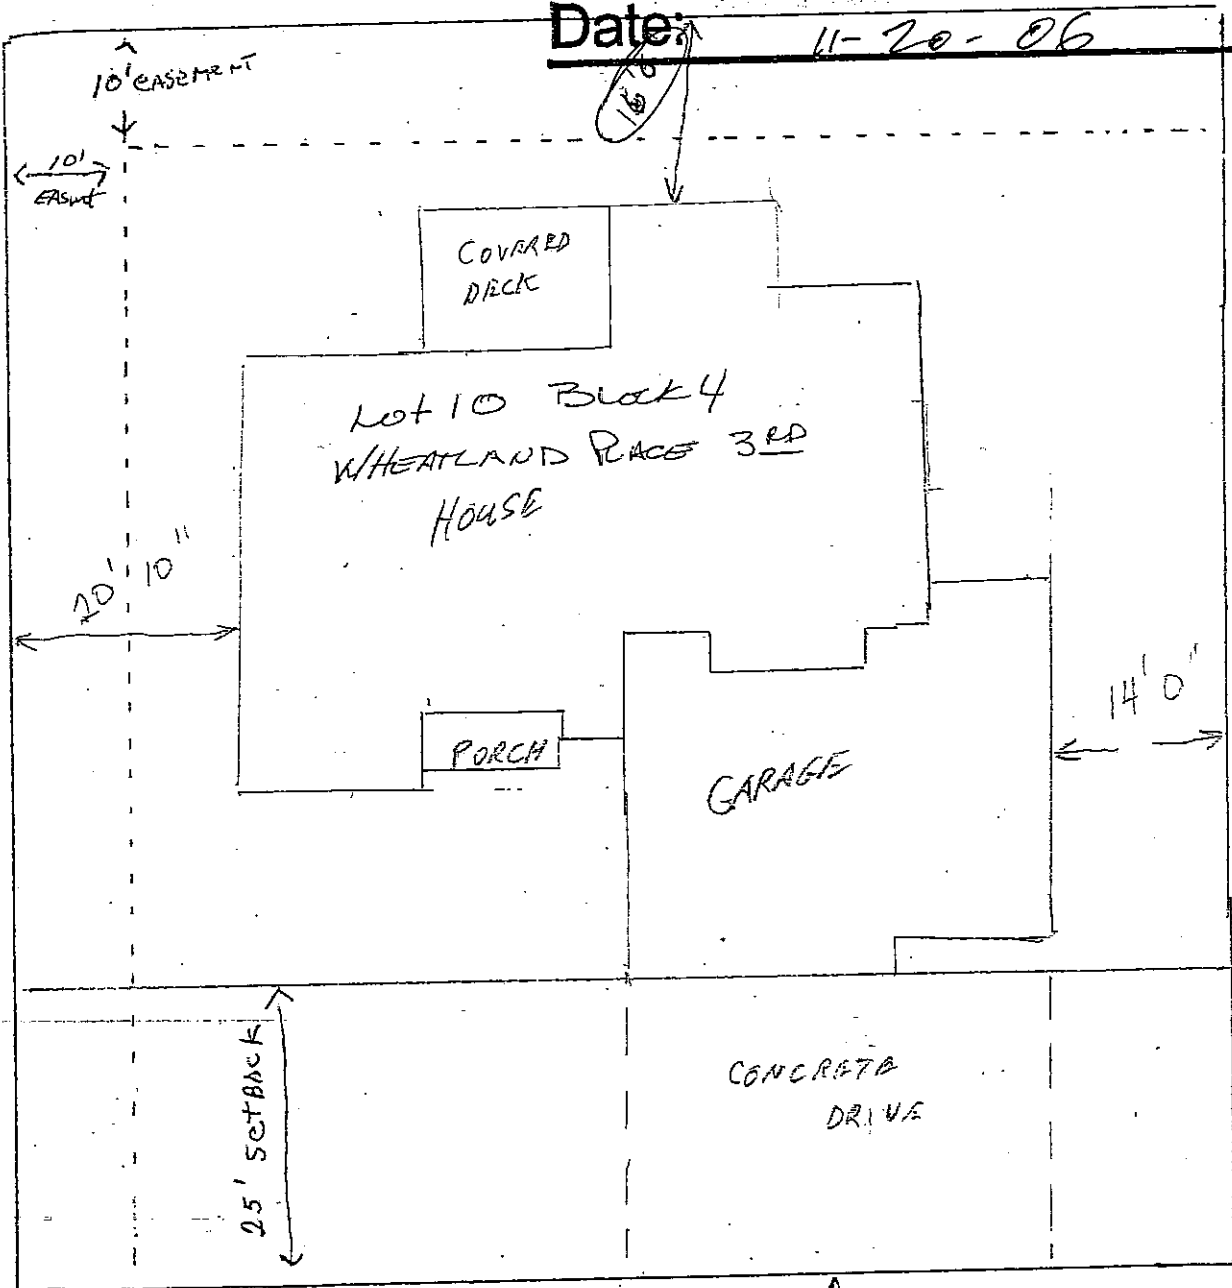 Date: 11-20-06
10' EASEMENT
10'
EASmt
COVERED
DECK
Lot 10 Block 4
WHEATLAND PLACE 3RD
HOUSE
20' 10"
14' 0"
PORCH
GARAGE
25' SETBACK
CONCRETE
DRIVE